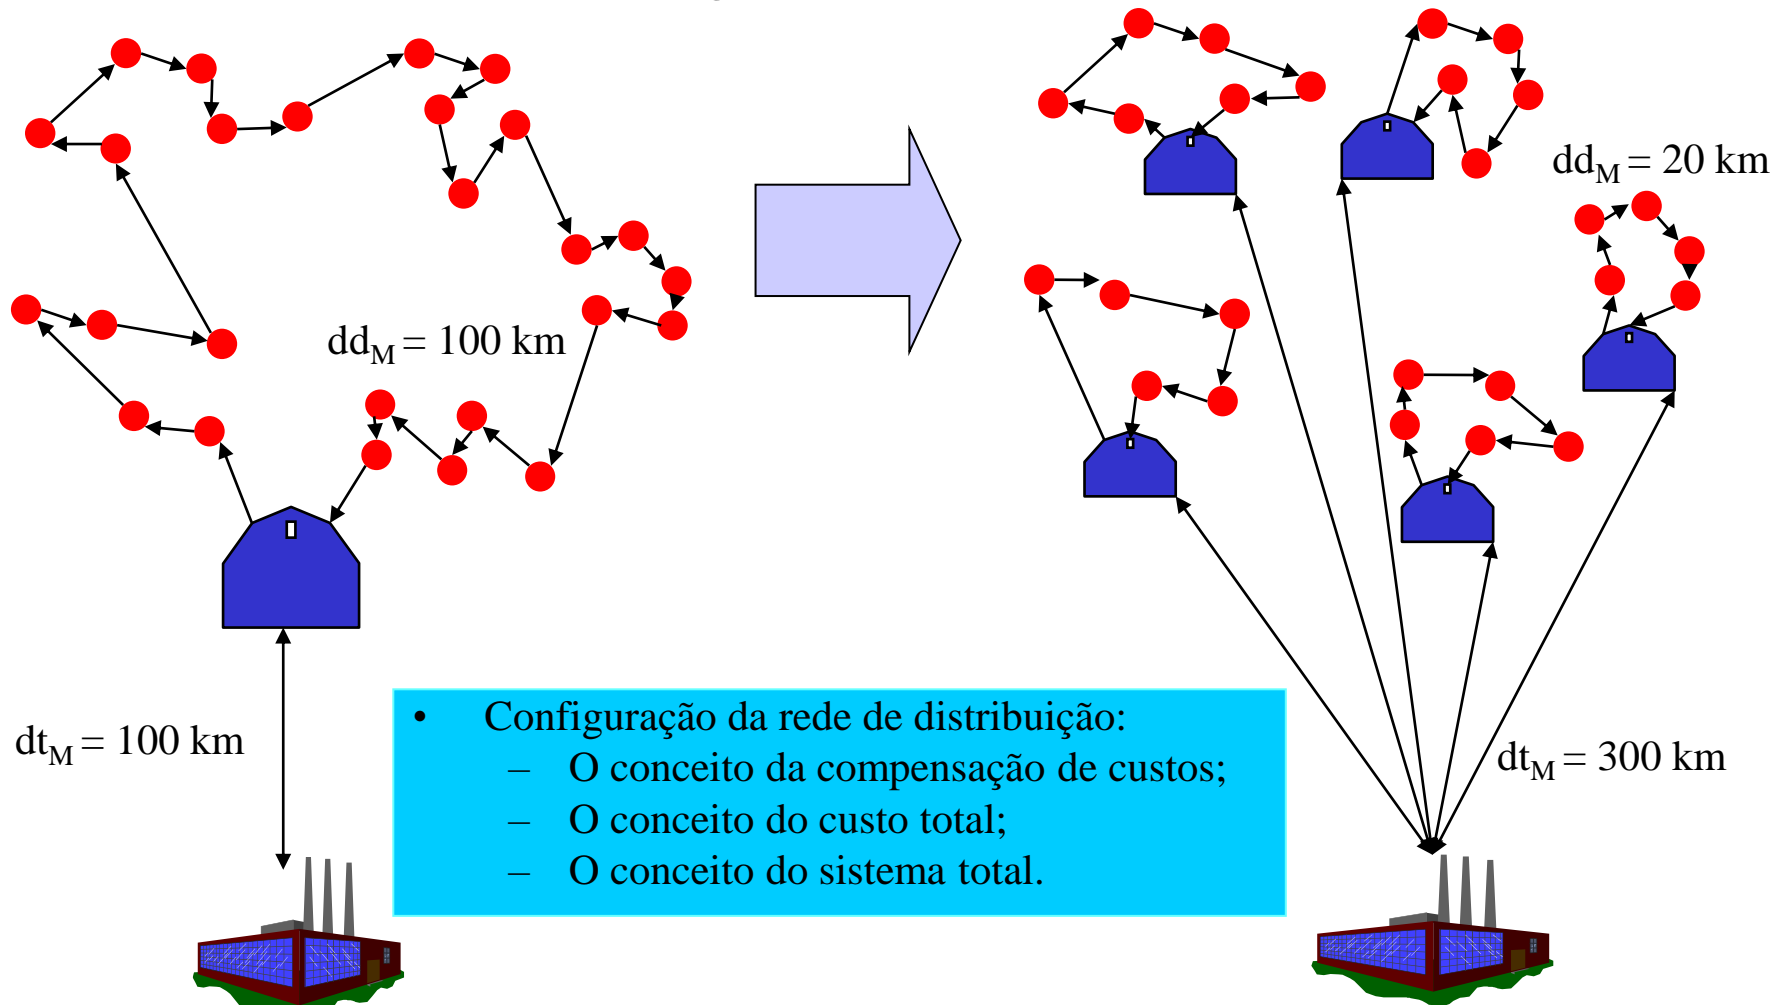 dd_M = 20 km
dd_M = 100 km
dt_M = 100 km
• Configuração da rede de distribuição:
– O conceito da compensação de custos;
– O conceito do custo total;
– O conceito do sistema total.
dt_M = 300 km